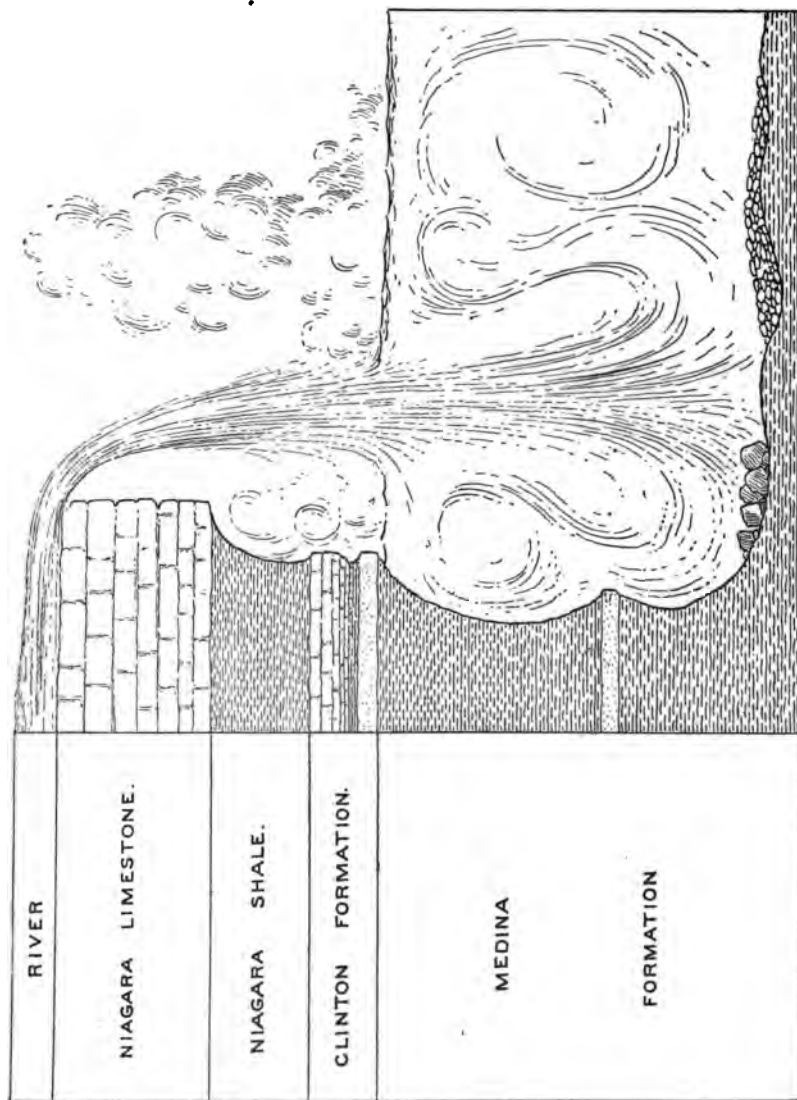 RIVER
NIAGARA LIMESTONE.
NIAGARA SHALE.
CLINTON FORMATION.
MEDINA
FORMATION